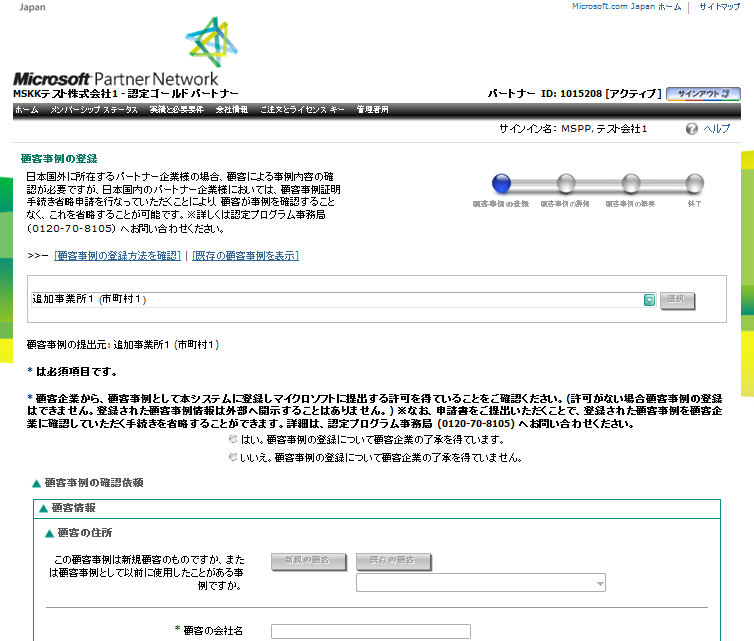 Japan
Microsoft.com Japan ホーム | サイトマップ
Microsoft Partner Network
MSKKテスト株式会社1 - 認定ゴールド パートナー
パートナー ID: 1015208 [アクティブ] サインアウト
ホーム メンバーシップ ステータス 実績と必要要件 会社情報 ご注文とライセンス キー 管理者用
サインイン名: MSPP, テスト会社1 ヘルプ
顧客事例の登録
日本国外に所在するパートナー企業様の場合、顧客による事例内容の確
認が必要ですが、日本国内のパートナー企業様においては、顧客事例証明
手続き省略申請を行なっていただくことにより、顧客が事例を確認すること
なく、これを省略することが可能です。※詳しくは認定プログラム事務局
(0120-70-8105) へお問い合わせください。
顧客事例の登録 顧客事例の詳細 顧客事例の概要 終了
>>- [顧客事例の登録方法を確認] | [既存の顧客事例を表示]
追加事業所1 (市町村1) 選択
顧客事例の提出元: 追加事業所1 (市町村1)
* は必須項目です。
* 顧客企業から、顧客事例として本システムに登録しマイクロソフトに提出する許可を得ていることをご確認ください。(許可がない場合顧客事例の登録
はできません。登録された顧客事例情報は外部へ開示することはありません。) ※なお、申請書をご提出いただくことで、登録された顧客事例を顧客企
業に確認していただく手続きを省略することができます。詳細は、認定プログラム事務局 (0120-70-8105) へお問い合わせください。
はい。顧客事例の登録について顧客企業の了承を得ています。
いいえ。顧客事例の登録について顧客企業の了承を得ていません。
顧客事例の確認依頼
顧客情報
顧客の住所
この顧客事例は新規顧客のものですか、また
は顧客事例として以前に使用したことがある事
例ですか。
新規の顧客 既存の顧客
* 顧客の会社名